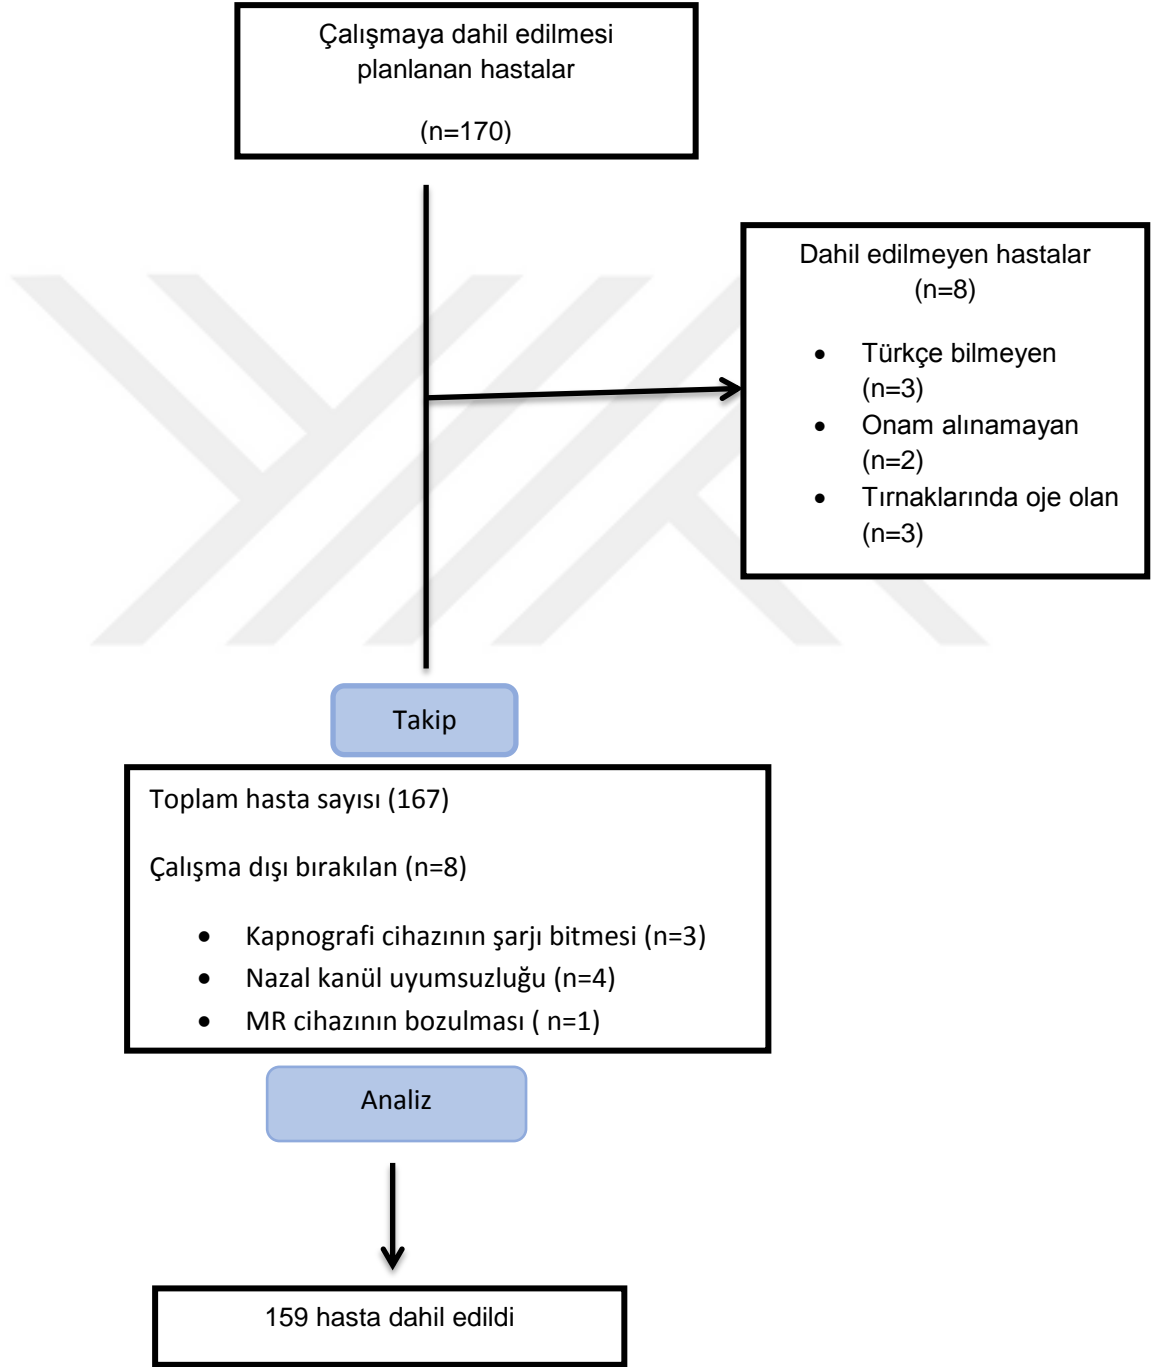 Çalışmaya dahil edilmesi
planlanan hastalar
(n=170)
Dahil edilmeyen hastalar
(n=8)
• Türkçe bilmeyen
(n=3)
• Onam alınamayan
(n=2)
• Tırnaklarında oje olan
(n=3)
Takip
Toplam hasta sayısı (167)
Çalışma dışı bırakılan (n=8)
• Kapnografi cihazının şarjı bitmesi (n=3)
• Nazal kanül uyumsuzluğu (n=4)
• MR cihazının bozulması ( n=1)
Analiz
159 hasta dahil edildi